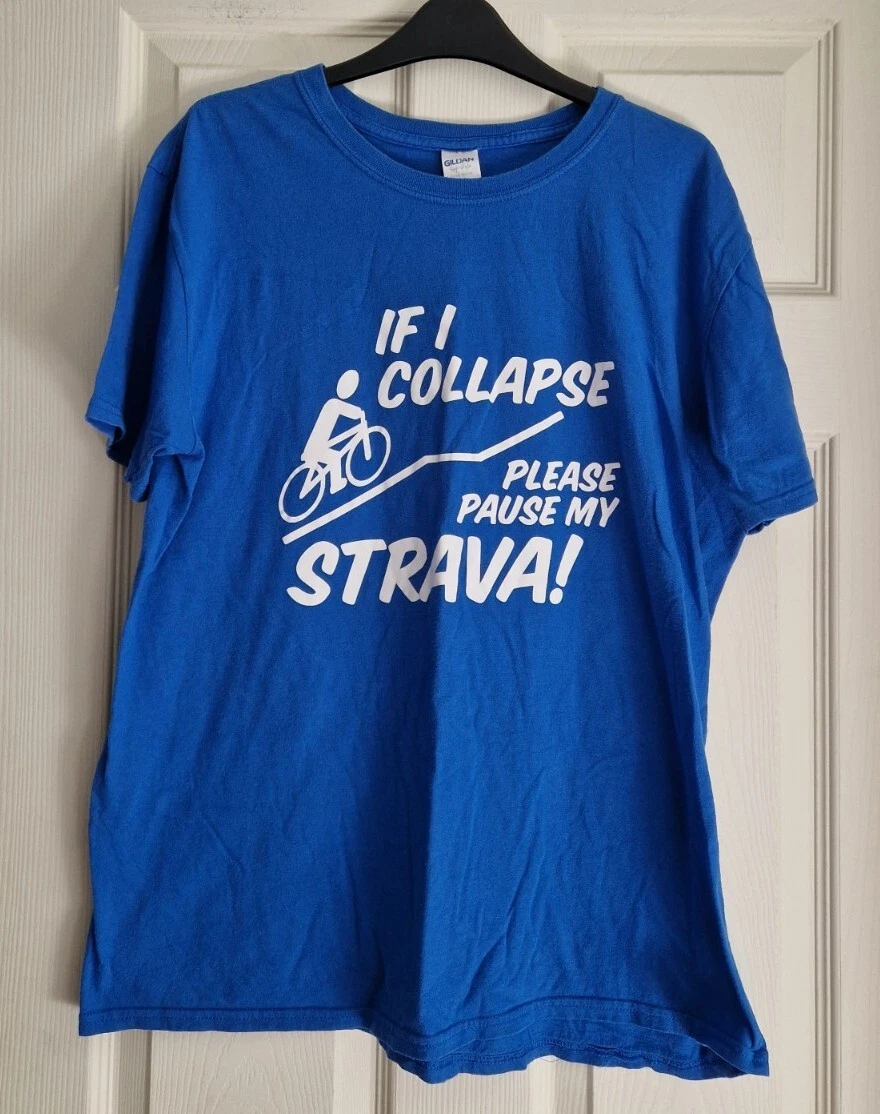 GILDAN
IF I
COLLAPSE
PLEASE
PAUSE MY
STRAVA!